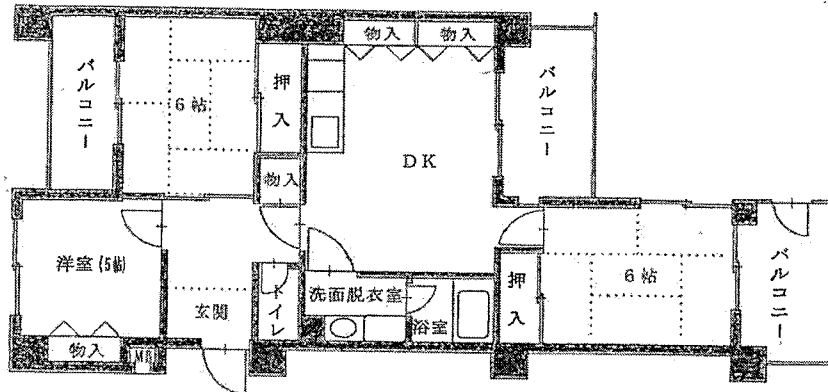 物入
物入
バルコニー
6帖
押入
バルコニー
DK
物入
洋室(5帖)
玄関
トイレ
洗面脱衣室
浴室
押入
6帖
バルコニー
物入
MB